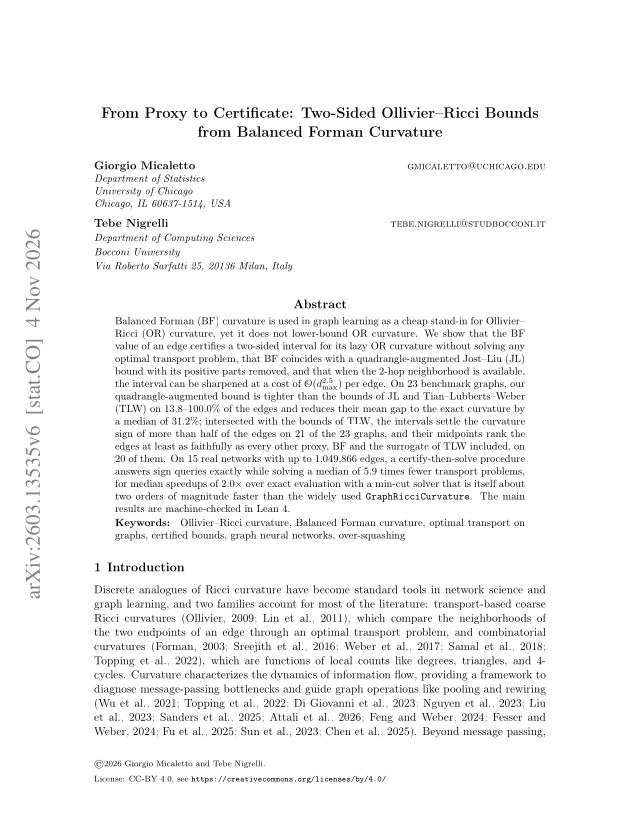 From Proxy to Certificate: Two-Sided Ollivier–Ricci Bounds
from Balanced Forman Curvature
Giorgio Micaletto GMICALETTO@UCHICAGO.EDU
Department of Statistics
University of Chicago
Chicago, IL 60637-1514, USA
Tebe Nigrelli TEBE.NIGRELLI@STUDBOCCONI.IT
Department of Computing Sciences
Bocconi University
Via Roberto Sarfatti 25, 20136 Milan, Italy
Abstract
Balanced Forman (BF) curvature is used in graph learning as a cheap stand-in for Ollivier–
Ricci (OR) curvature, yet it does not lower-bound OR curvature. We show that the BF
value of an edge certifies a two-sided interval for its lazy OR curvature without solving any
optimal transport problem, that BF coincides with a quadrangle-augmented Jost–Liu (JL)
bound with its positive parts removed, and that when the 2-hop neighborhood is available,
the interval can be sharpened at a cost of O(d_max^2.5) per edge. On 23 benchmark graphs, our
quadrangle-augmented bound is tighter than the bounds of JL and Tian–Lubberts–Weber
(TLW) on 13.8–100.0% of the edges and reduces their mean gap to the exact curvature by
a median of 31.2%; intersected with the bounds of TLW, the intervals settle the curvature
sign of more than half of the edges on 21 of the 23 graphs, and their midpoints rank the
edges at least as faithfully as every other proxy, BF and the surrogate of TLW included, on
20 of them. On 15 real networks with up to 1,049,866 edges, a certify-then-solve procedure
answers sign queries exactly while solving a median of 5.9 times fewer transport problems,
for median speedups of 2.0× over exact evaluation with a min-cut solver that is itself about
two orders of magnitude faster than the widely used GraphRicciCurvature. The main
results are machine-checked in Lean 4.
Keywords: Ollivier–Ricci curvature, Balanced Forman curvature, optimal transport on
graphs, certified bounds, graph neural networks, over-squashing
1 Introduction
Discrete analogues of Ricci curvature have become standard tools in network science and
graph learning, and two families account for most of the literature: transport-based coarse
Ricci curvatures (Ollivier, 2009; Lin et al., 2011), which compare the neighborhoods of
the two endpoints of an edge through an optimal transport problem, and combinatorial
curvatures (Forman, 2003; Sreejith et al., 2016; Weber et al., 2017; Samal et al., 2018;
Topping et al., 2022), which are functions of local counts like degrees, triangles, and 4-
cycles. Curvature characterizes the dynamics of information flow, providing a framework to
diagnose message-passing bottlenecks and guide graph operations like pooling and rewiring
(Wu et al., 2021; Topping et al., 2022; Di Giovanni et al., 2023; Nguyen et al., 2023; Liu
et al., 2023; Sanders et al., 2025; Attali et al., 2026; Feng and Weber, 2024; Fesser and
Weber, 2024; Fu et al., 2025; Sun et al., 2023; Chen et al., 2025). Beyond message passing,
©2026 Giorgio Micaletto and Tebe Nigrelli.
License: CC-BY 4.0, see https://creativecommons.org/licenses/by/4.0/
arXiv:2603.13535v6 [stat.CO] 4 Nov 2026